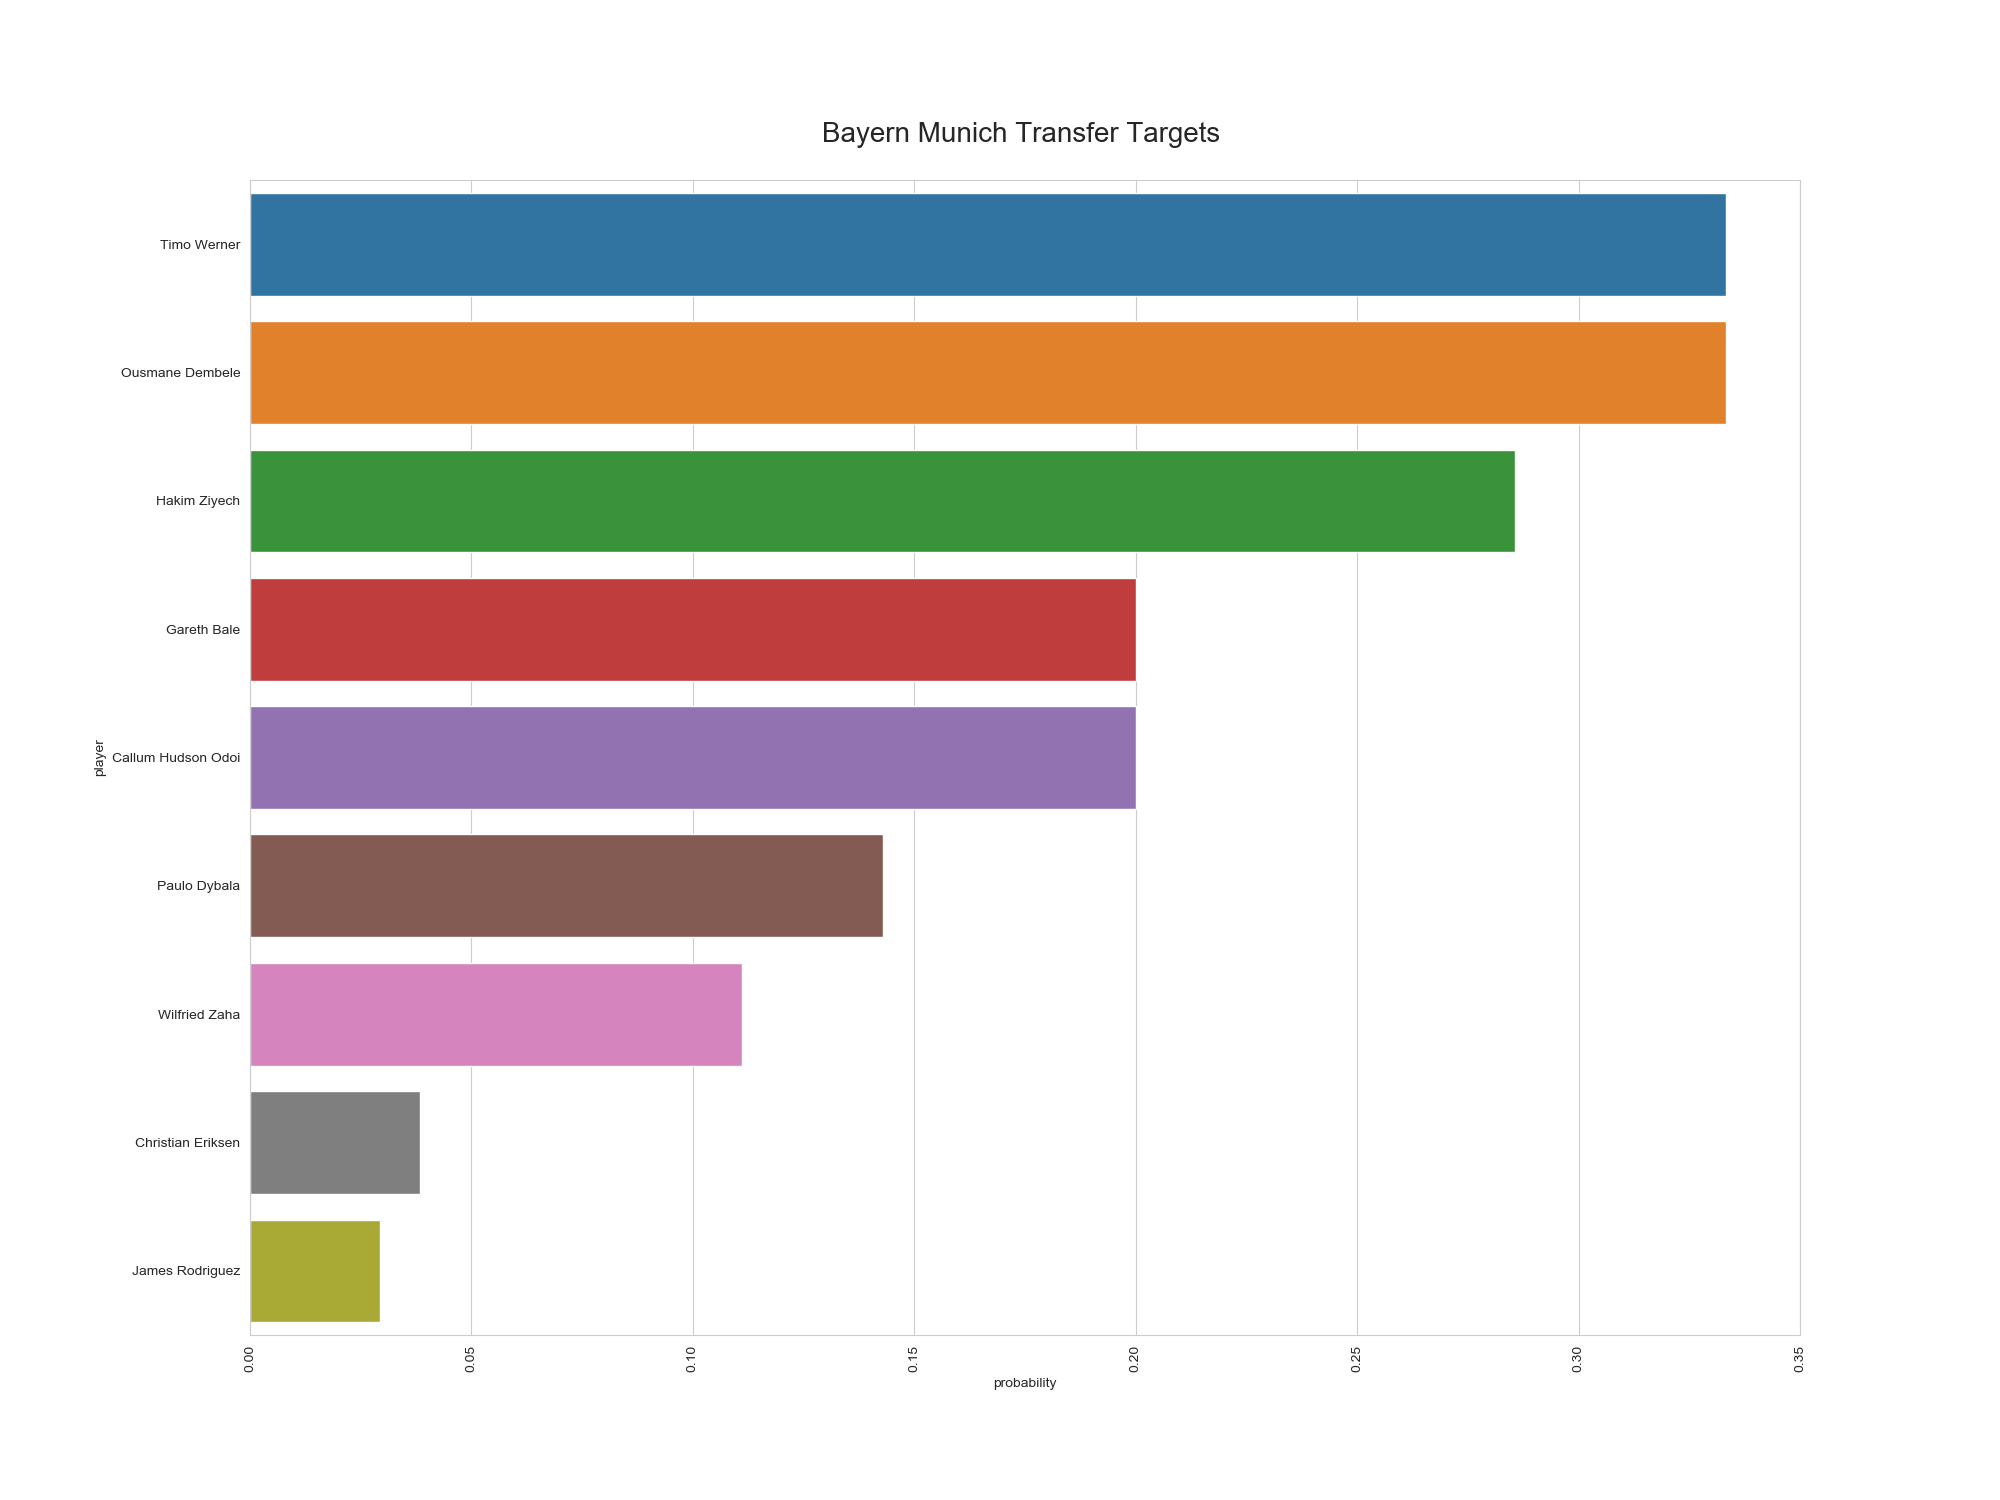 Bayern Munich Transfer Targets
player
Timo Werner
Ousmane Dembele
Hakim Ziyech
Gareth Bale
Callum Hudson Odoi
Paulo Dybala
Wilfried Zaha
Christian Eriksen
James Rodriguez
0.00 0.05 0.10 0.15 0.20 0.25 0.30 0.35
probability